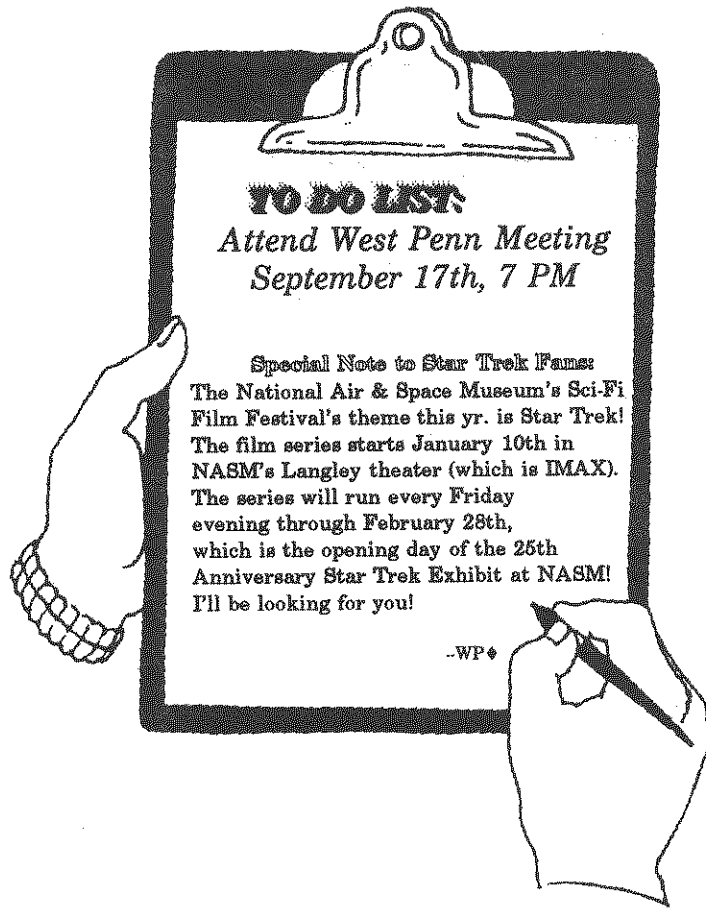 TO DO LIST:
Attend West Penn Meeting
September 17th, 7 PM
Special Note to Star Trek Fans:
The National Air & Space Museum's Sci-Fi
Film Festival's theme this yr. is Star Trek!
The film series starts January 10th in
NASM's Langley theater (which is IMAX).
The series will run every Friday
evening through February 28th,
which is the opening day of the 25th
Anniversary Star Trek Exhibit at NASM!
I'll be looking for you!
--WP♦